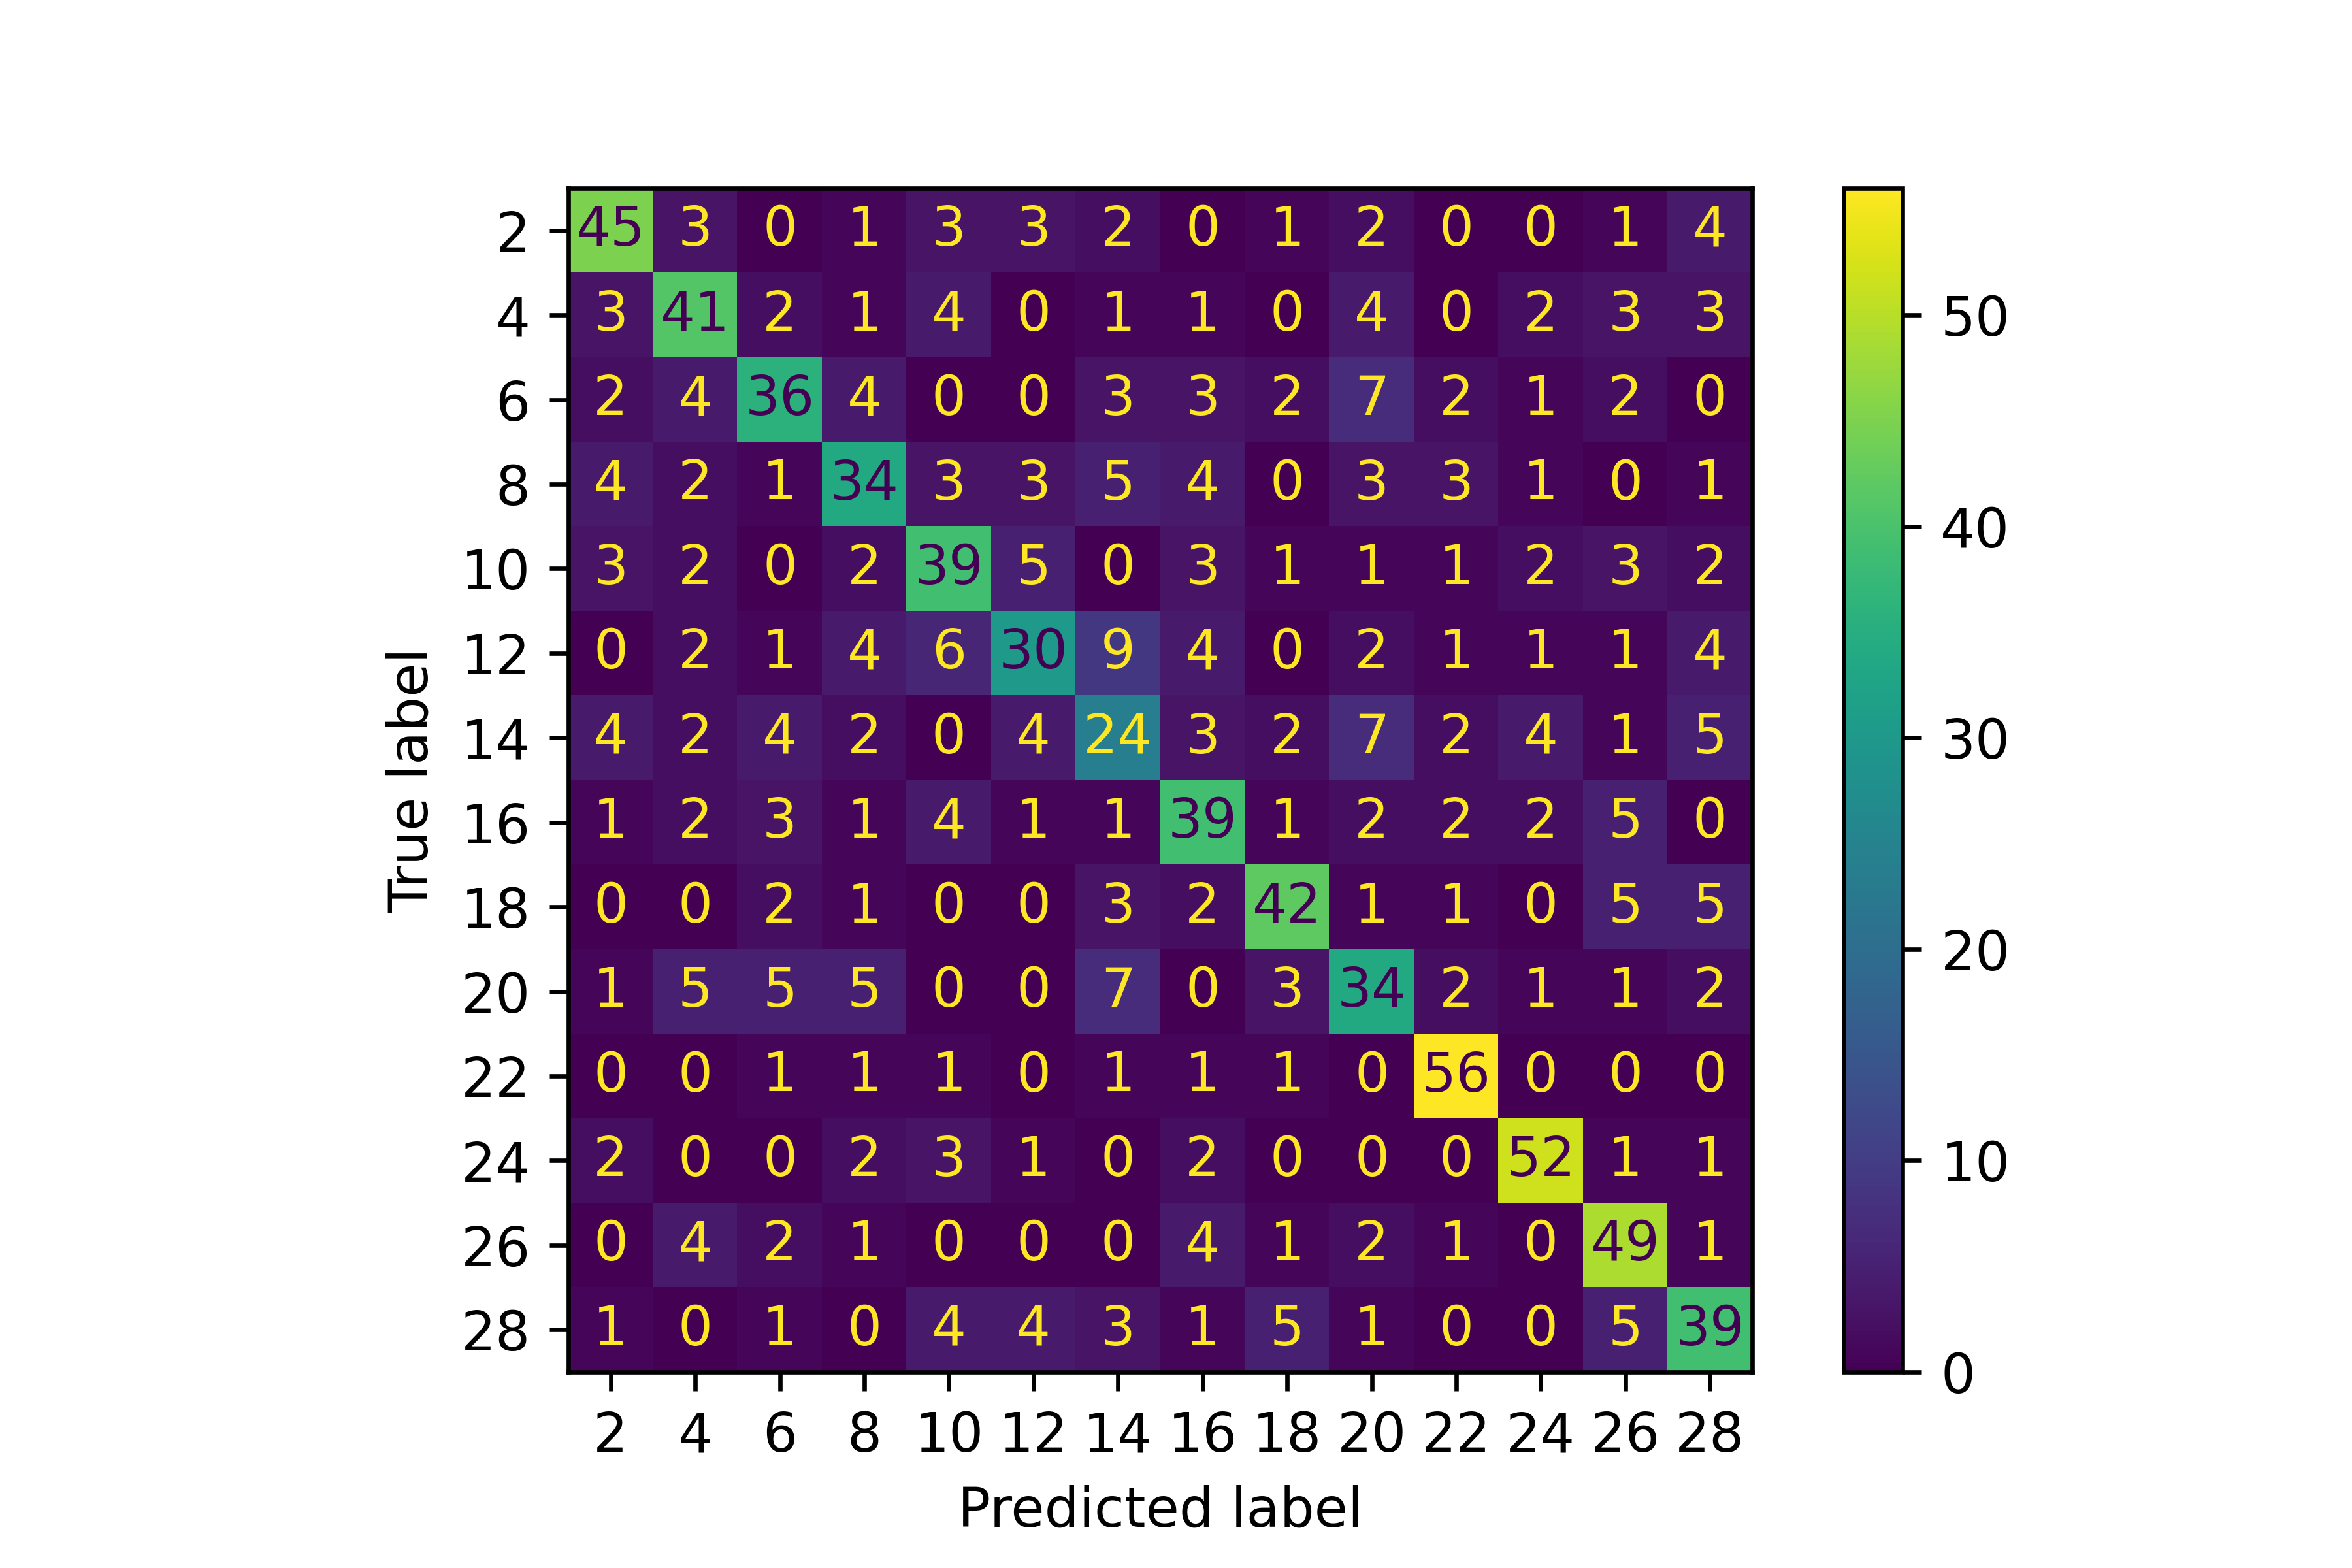 2 45 3 0 1 3 3 2 0 1 2 0 0 1 4
4 3 41 2 1 4 0 1 1 0 4 0 2 3 3
6 2 4 36 4 0 0 3 3 2 7 2 1 2 0
8 4 2 1 34 3 3 5 4 0 3 3 1 0 1
10 3 2 0 2 39 5 0 3 1 1 1 2 3 2
12 0 2 1 4 6 30 9 4 0 2 1 1 1 4
14 4 2 4 2 0 4 24 3 2 7 2 4 1 5
16 1 2 3 1 4 1 1 39 1 2 2 2 5 0
18 0 0 2 1 0 0 3 2 42 1 1 0 5 5
20 1 5 5 5 0 0 7 0 3 34 2 1 1 2
22 0 0 1 1 1 0 1 1 1 0 56 0 0 0
24 2 0 0 2 3 1 0 2 0 0 0 52 1 1
26 0 4 2 1 0 0 0 4 1 2 1 0 49 1
28 1 0 1 0 4 4 3 1 5 1 0 0 5 39
2 4 6 8 10 12 14 16 18 20 22 24 26 28
Predicted label
True label
50
40
30
20
10
0